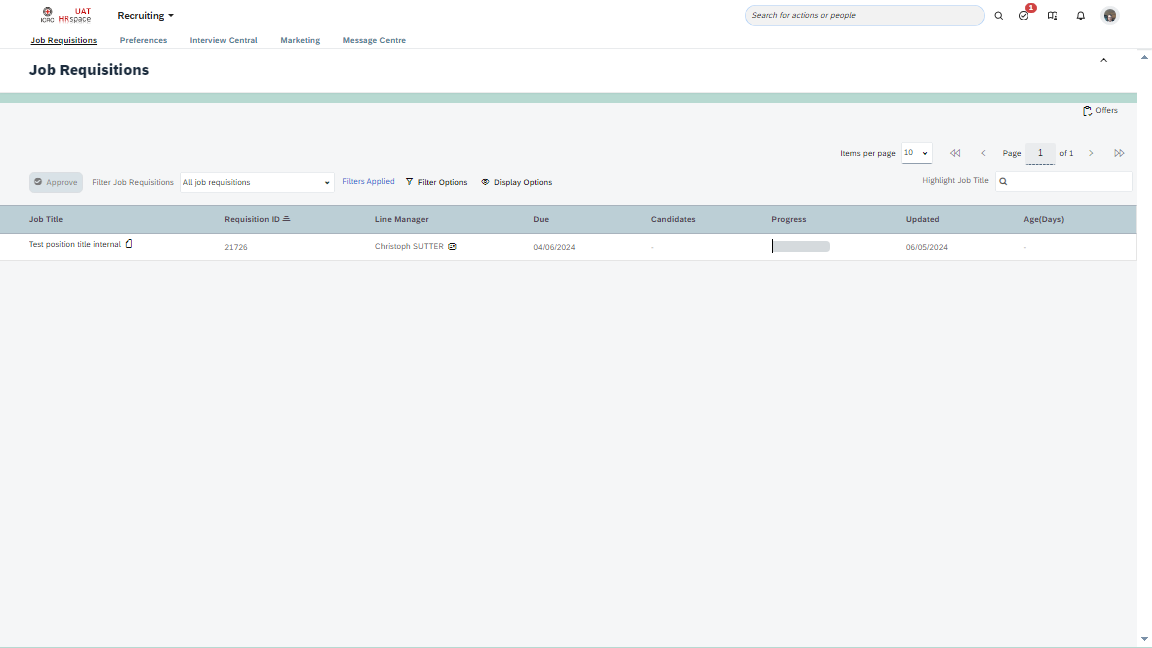 ICRC
UAT
HRspace
Recruiting
Search for actions or people
1
Job Requisitions
Preferences
Interview Central
Marketing
Message Centre
Job Requisitions
Offers
Items per page
10
Page
1
of 1
Approve
Filter Job Requisitions
All job requisitions
Filters Applied
Filter Options
Display Options
Highlight Job Title
Job Title
Requisition ID
Line Manager
Due
Candidates
Progress
Updated
Age(Days)
Test position title internal
21726
Christoph SUTTER
04/06/2024
-
06/05/2024
-